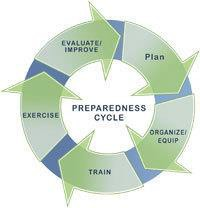 EVALUATE/
IMPROVE
Plan
PREPAREDNESS
CYCLE
EXERCISE
ORGANIZE/
EQUIP
TRAIN